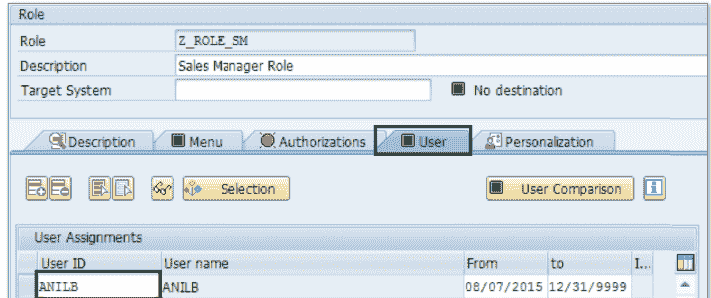 Role
Role Z_ROLE_SM
Description Sales Manager Role
Target System No destination
Description Menu Authorizations User Personalization
Selection User Comparison
User Assignments
User ID User name From to I...
ANILB ANILB 08/07/2015 12/31/9999